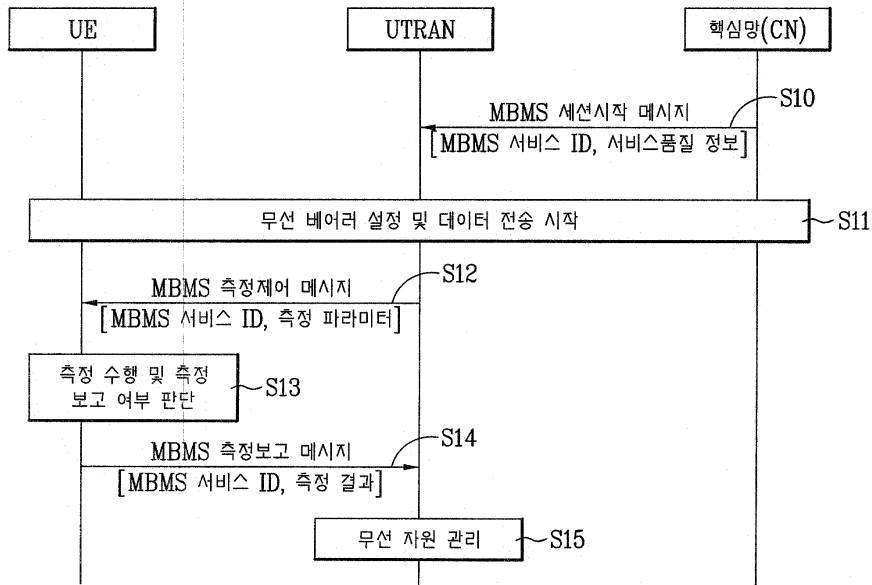 UE
UTRAN
핵심망(CN)
S10
MBMS 세션시작 메시지
[MBMS 서비스 ID, 서비스품질 정보]
무선 베어러 설정 및 데이터 전송 시작
S11
S12
MBMS 측정제어 메시지
[MBMS 서비스 ID, 측정 파라미터]
측정 수행 및 측정
보고 여부 판단
S13
S14
MBMS 측정보고 메시지
[MBMS 서비스 ID, 측정 결과]
무선 자원 관리
S15